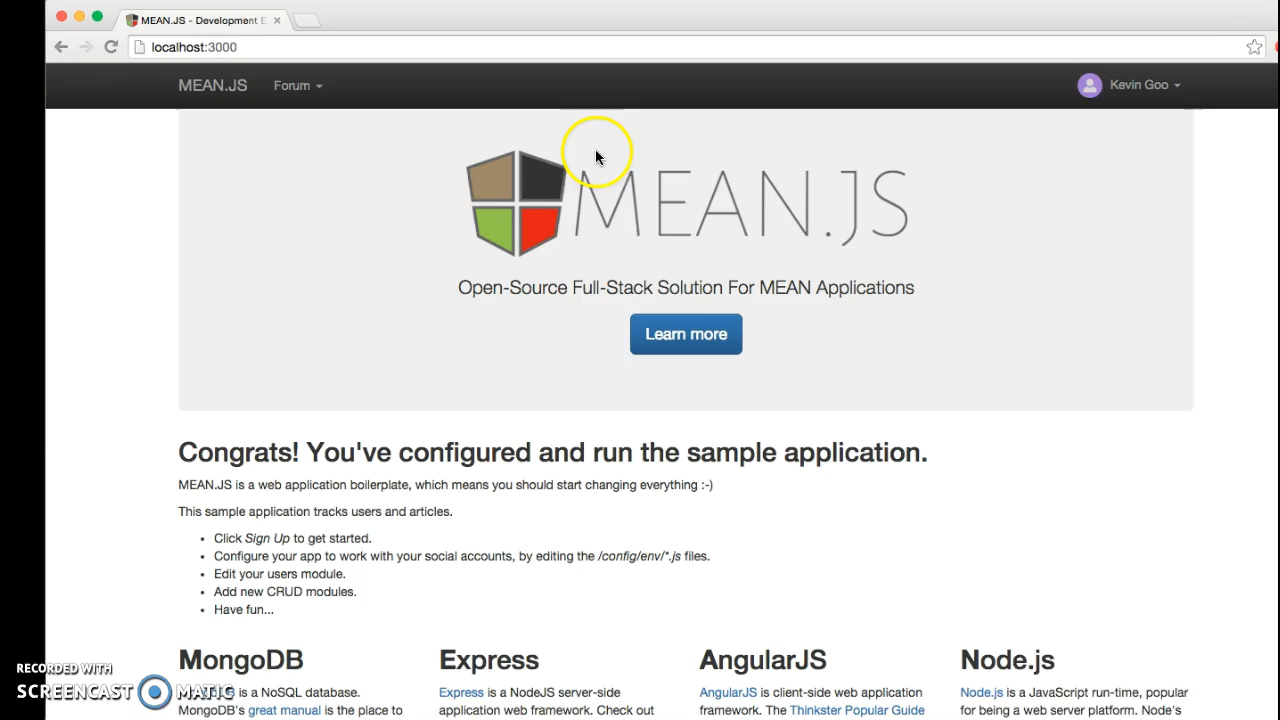 MEAN.JS - Development E
localhost:3000
MEAN.JS Forum Kevin Goo
MEAN.JS
Open-Source Full-Stack Solution For MEAN Applications
Learn more
Congrats! You've configured and run the sample application.
MEAN.JS is a web application boilerplate, which means you should start changing everything :-)
This sample application tracks users and articles.
• Click Sign Up to get started.
• Configure your app to work with your social accounts, by editing the /config/env/*.js files.
• Edit your users module.
• Add new CRUD modules.
• Have fun...
MongoDB
is a NoSQL database.
MongoDB's great manual is the place to
Express
Express is a NodeJS server-side
application web framework. Check out
AngularJS
AngularJS is client-side web application
framework. The Thinkster Popular Guide
Node.js
Node.js is a JavaScript run-time, popular
for being a web server platform. Node's
RECORDED WITH
SCREENCAST MATIC